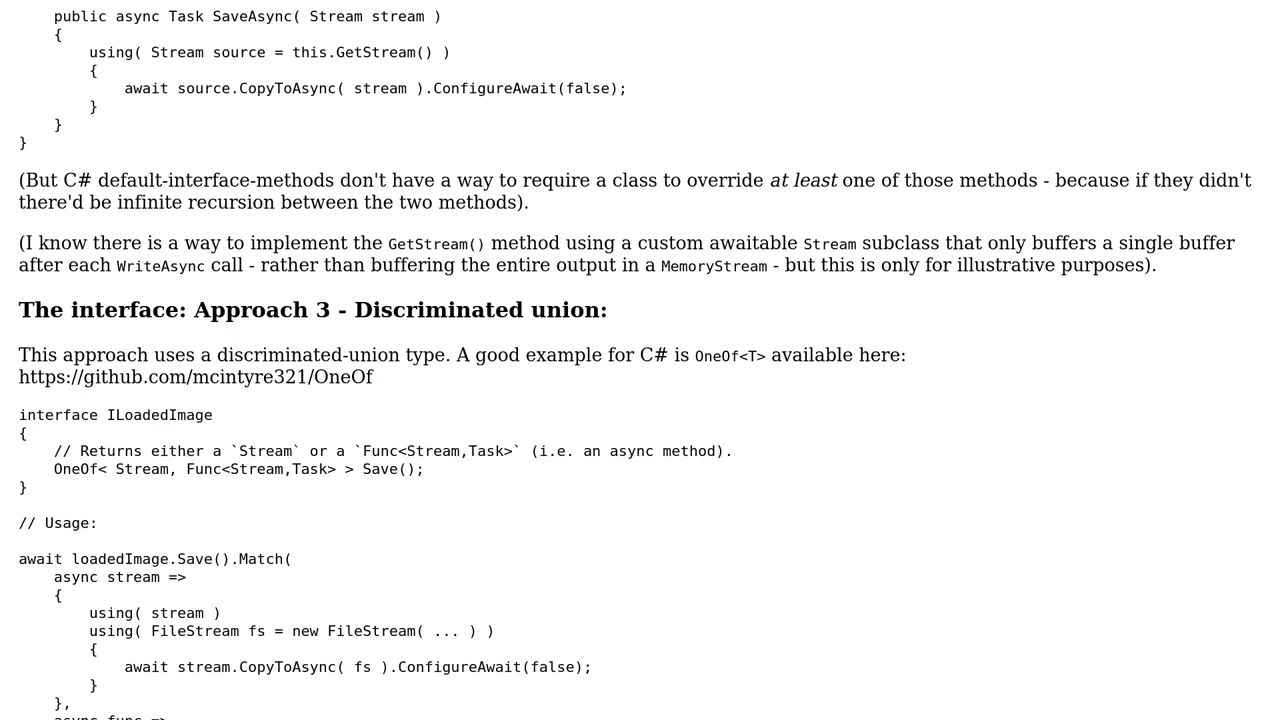 public async Task SaveAsync( Stream stream )
    {
        using( Stream source = this.GetStream() )
        {
            await source.CopyToAsync( stream ).ConfigureAwait(false);
        }
    }
}
(But C# default-interface-methods don't have a way to require a class to override at least one of those methods - because if they didn't
there'd be infinite recursion between the two methods).
(I know there is a way to implement the GetStream() method using a custom awaitable Stream subclass that only buffers a single buffer
after each WriteAsync call - rather than buffering the entire output in a MemoryStream - but this is only for illustrative purposes).
The interface: Approach 3 - Discriminated union:
This approach uses a discriminated-union type. A good example for C# is OneOf<T> available here:
https://github.com/mcintyre321/OneOf
interface ILoadedImage
{
    // Returns either a `Stream` or a `Func<Stream,Task>` (i.e. an async method).
    OneOf< Stream, Func<Stream,Task> > Save();
}
// Usage:
await loadedImage.Save().Match(
    async stream =>
    {
        using( stream )
        using( FileStream fs = new FileStream( ... ) )
        {
            await stream.CopyToAsync( fs ).ConfigureAwait(false);
        }
    },
    async func =>